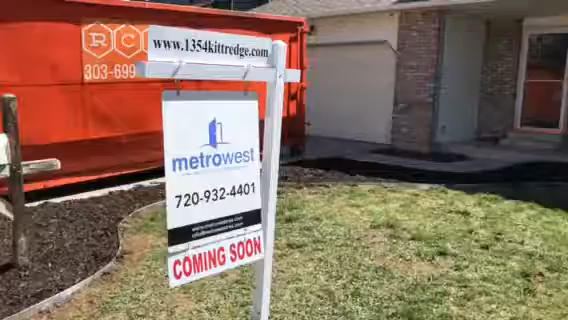 www.1354kittredge.com
RC
303-699
metrowest
720-932-4401
COMING SOON